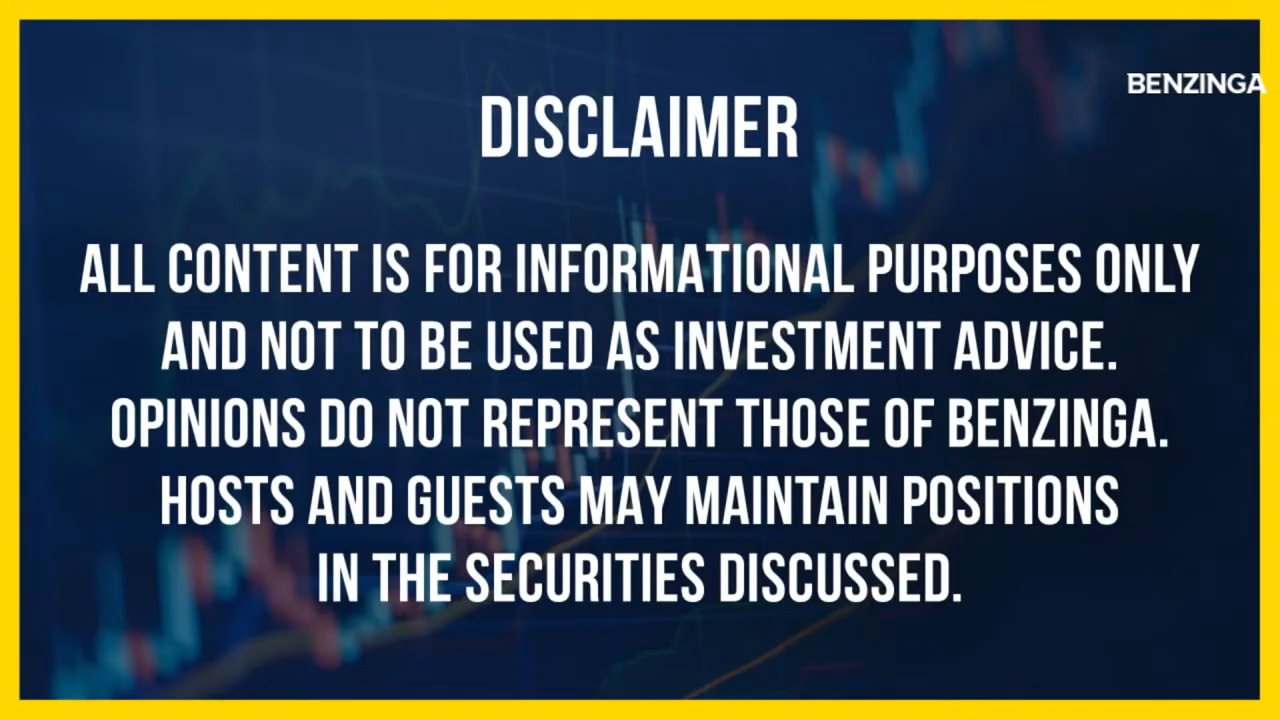 BENZINGA
DISCLAIMER
ALL CONTENT IS FOR INFORMATIONAL PURPOSES ONLY
AND NOT TO BE USED AS INVESTMENT ADVICE.
OPINIONS DO NOT REPRESENT THOSE OF BENZINGA.
HOSTS AND GUESTS MAY MAINTAIN POSITIONS
IN THE SECURITIES DISCUSSED.